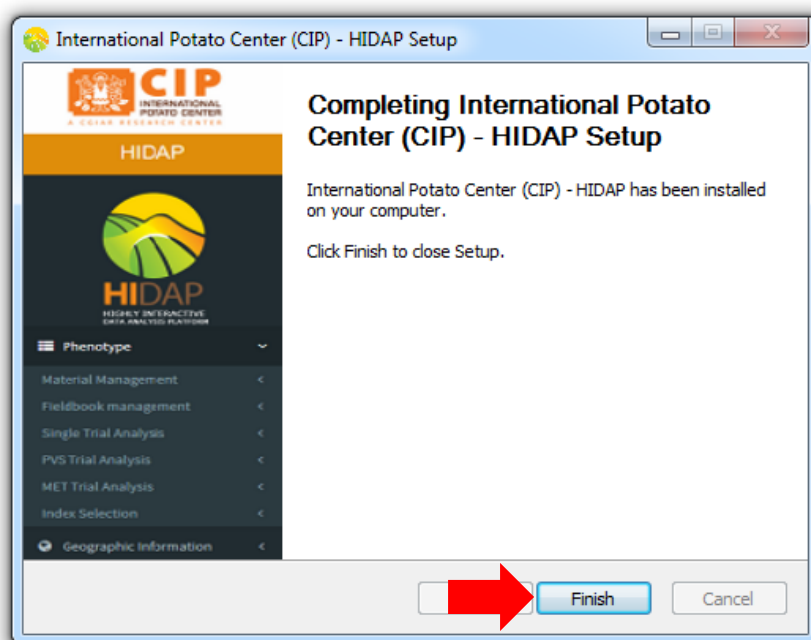 International Potato Center (CIP) - HIDAP Setup
CIP
INTERNATIONAL
POTATO CENTER
A CGIAR RESEARCH CENTER
HIDAP
HIDAP
HIGHLY INTERACTIVE
DATA ANALYSIS PLATFORM
Phenotype
Material Management
Fieldbook management
Single Trial Analysis
PVS Trial Analysis
MET Trial Analysis
Index Selection
Geographic Information
Completing International Potato
Center (CIP) - HIDAP Setup
International Potato Center (CIP) - HIDAP has been installed
on your computer.
Click Finish to close Setup.
Finish
Cancel